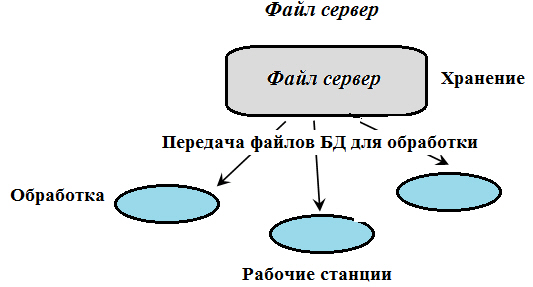 Файл сервер
Файл сервер
Хранение
Передача файлов БД для обработки
Обработка
Рабочие станции